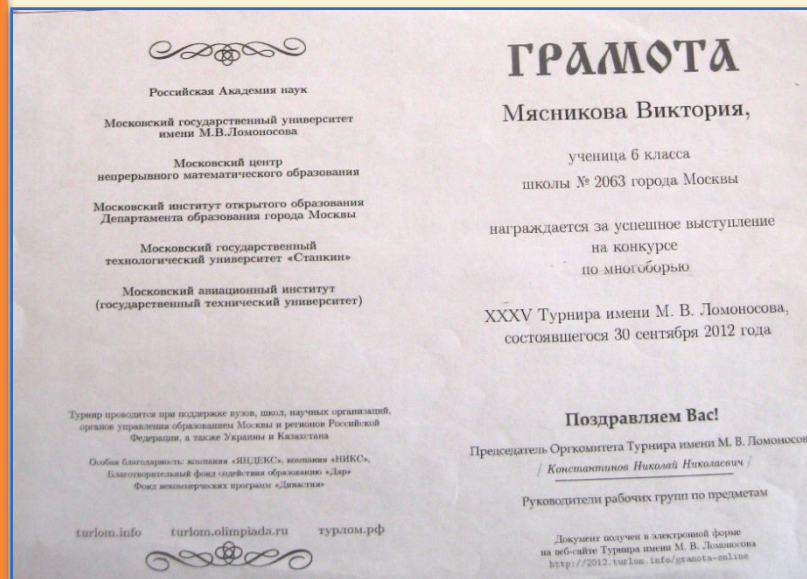 Российская Академия наук
Московский государственный университет
имени М.В.Ломоносова
Московский центр
непрерывного математического образования
Московский институт открытого образования
Департамента образования города Москвы
Московский государственный
технологический университет «Станкин»
Московский авиационный институт
(государственный технический университет)
Турнир проводится при поддержке вузов, школ, научных организаций,
органов управления образованием Москвы и регионов Российской
Федерации, а также Украины и Казахстана
Особая благодарность: компания «ЯНДЕКС», компания «НИКС»,
Благотворительный фонд содействия образованию «Дар»
Фонд некоммерческих программ «Династия»
turlom.info turlom.olimpiada.ru турлом.рф
ГРАМОТА
Мясникова Виктория,
ученица 6 класса
школы № 2063 города Москвы
награждается за успешное выступление
на конкурсе
по многоборью
XXXV Турнира имени М. В. Ломоносова,
состоявшегося 30 сентября 2012 года
Поздравляем Вас!
Председатель Оргкомитета Турнира имени М. В. Ломоносов
/ Константинов Николай Николаевич /
Руководители рабочих групп по предметам
Документ получен в электронной форме
на веб-сайте Турнира имени М. В. Ломоносова
http://2012.turlom.info/gramota-online